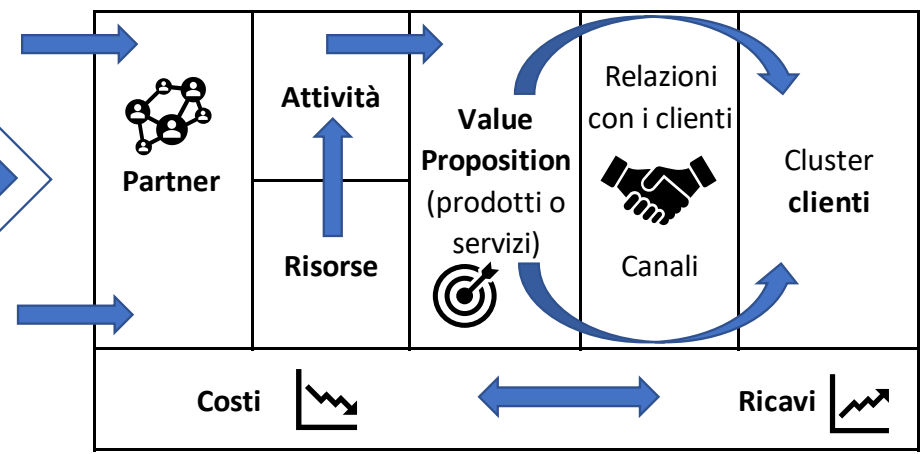 Partner
Attività
Risorse
Value
Proposition
(prodotti o
servizi)
Relazioni
con i clienti
Canali
Cluster
clienti
Costi
Ricavi